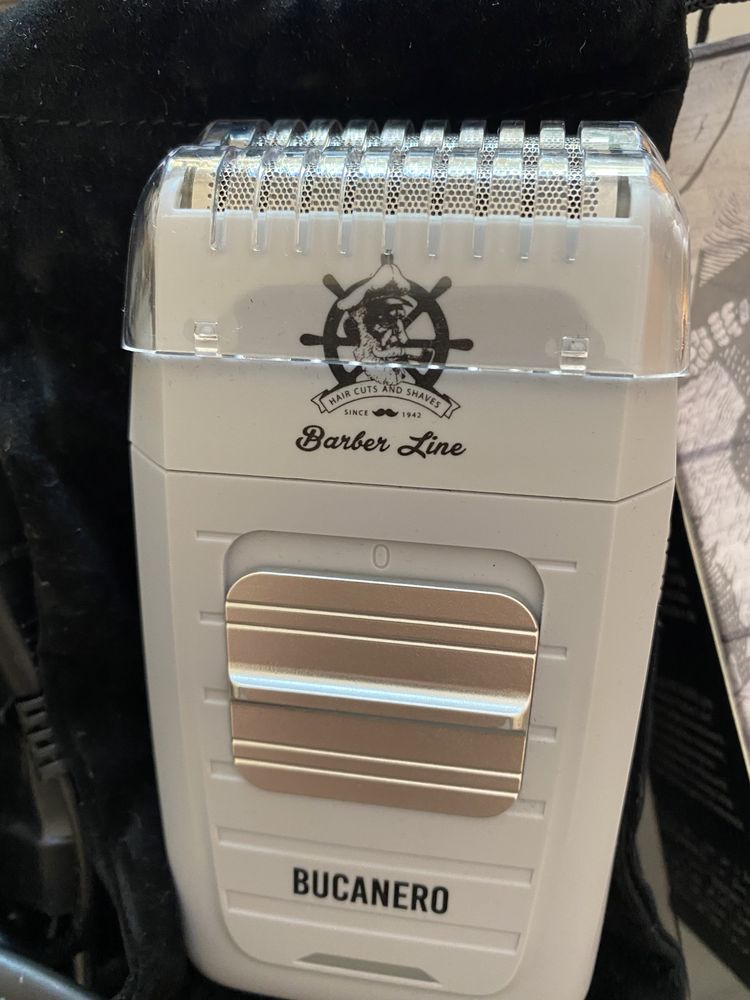 HAIR CUTS AND SHAVES
SINCE 1942
Barber Line
0
BUCANERO